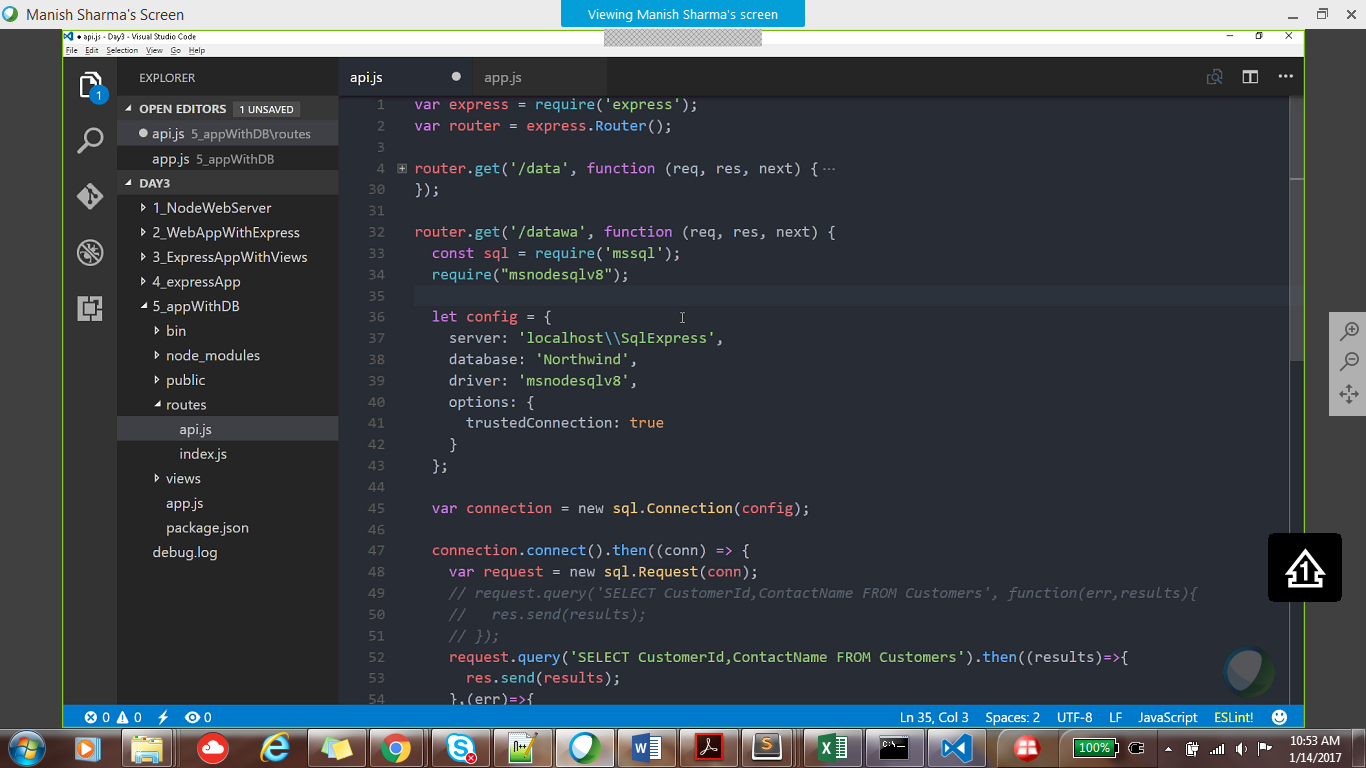 Manish Sharma's Screen
Viewing Manish Sharma's screen
● api.js - Day3 - Visual Studio Code
File Edit Selection View Go Help
EXPLORER
api.js
app.js
1
OPEN EDITORS 1 UNSAVED
api.js 5_appWithDB\routes
app.js 5_appWithDB
DAY3
1_NodeWebServer
2_WebAppWithExpress
3_ExpressAppWithViews
4_expressApp
5_appWithDB
bin
node_modules
public
routes
api.js
index.js
views
app.js
package.json
debug.log
1 var express = require('express');
2 var router = express.Router();
3
4 router.get('/data', function (req, res, next) { ···
30 });
31
32 router.get('/datawa', function (req, res, next) {
33 const sql = require('mssql');
34 require("msnodesqlv8");
35
36 let config = {
37 server: 'localhost\\SqlExpress',
38 database: 'Northwind',
39 driver: 'msnodesqlv8',
40 options: {
41 trustedConnection: true
42 }
43 };
44
45 var connection = new sql.Connection(config);
46
47 connection.connect().then((conn) => {
48 var request = new sql.Request(conn);
49 // request.query('SELECT CustomerId,ContactName FROM Customers', function(err,results){
50 // res.send(results);
51 // });
52 request.query('SELECT CustomerId,ContactName FROM Customers').then((results)=>{
53 res.send(results);
54 },(err)=>{
1
0 0 0 Ln 35, Col 3 Spaces: 2 UTF-8 LF JavaScript ESLint!
100%
10:53 AM
1/14/2017